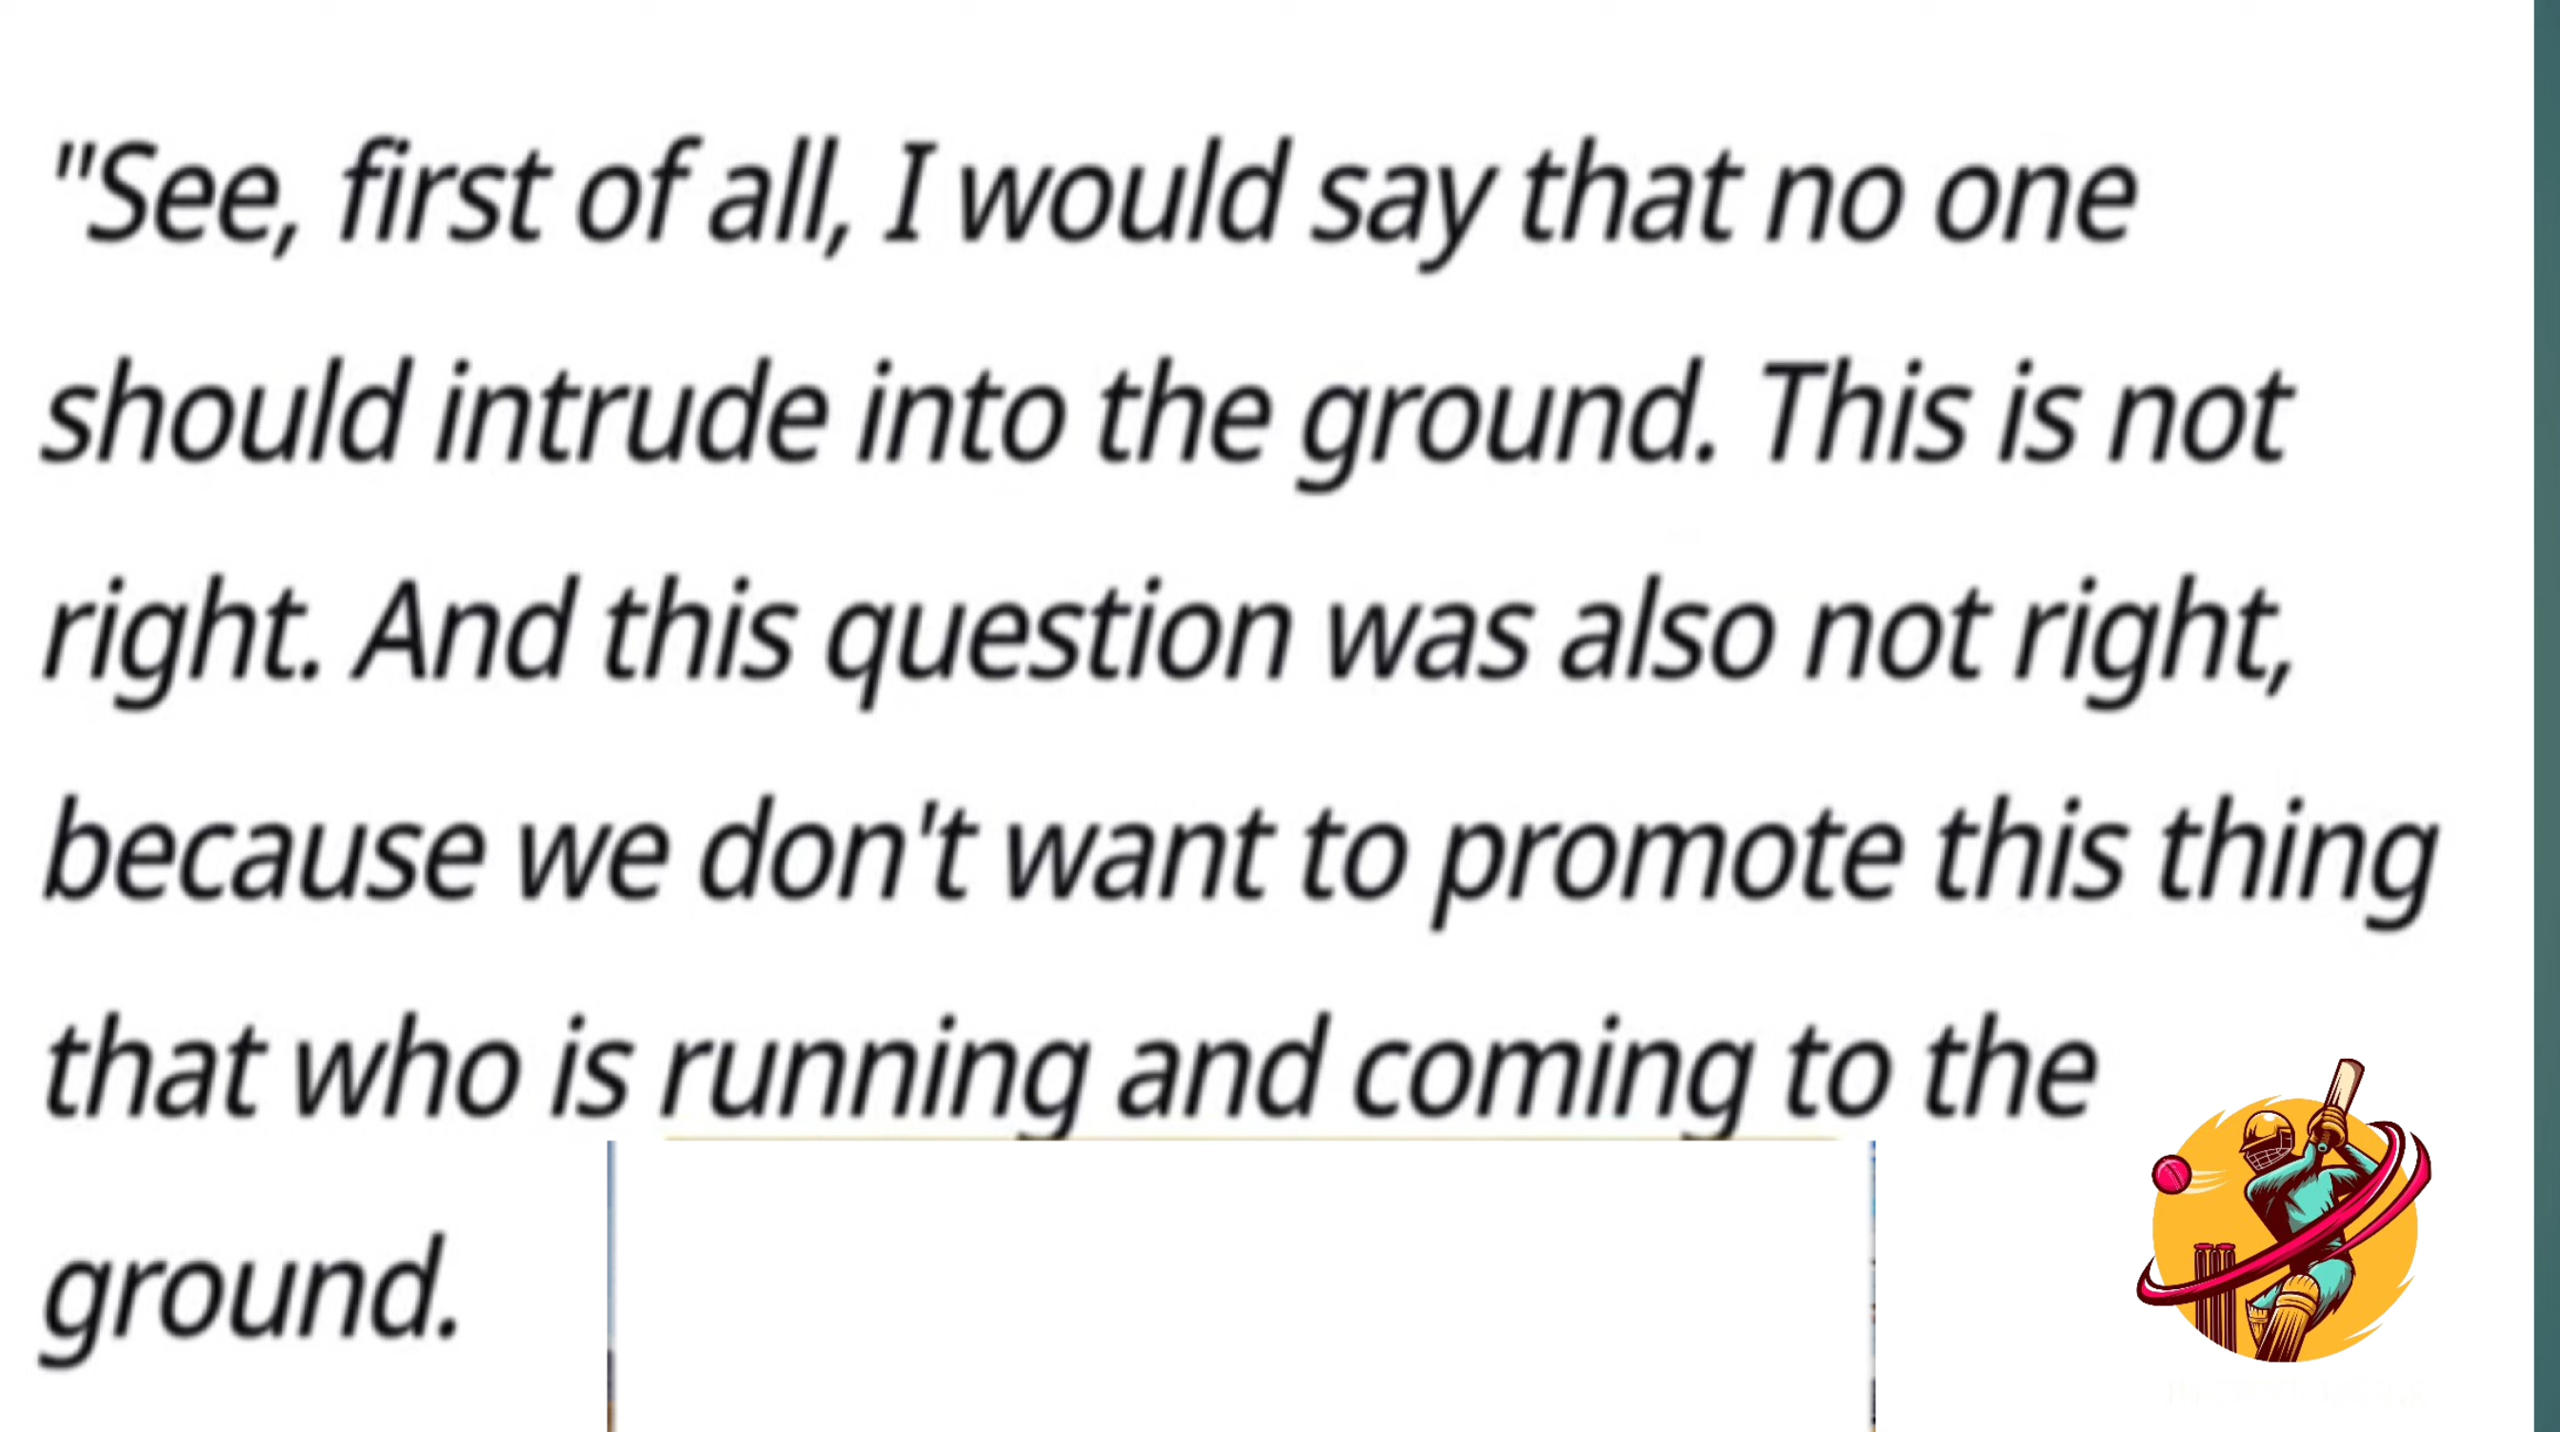 "See, first of all, I would say that no one
should intrude into the ground. This is not
right. And this question was also not right,
because we don't want to promote this thing
that who is running and coming to the
ground.